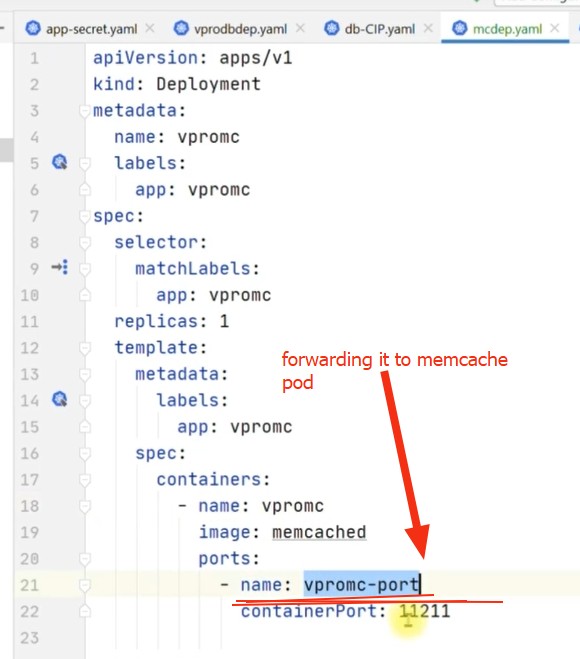 app-secret.yaml vprodbdep.yaml db-CIP.yaml mcdep.yaml
1 apiVersion: apps/v1
2 kind: Deployment
3 metadata:
4 name: vpromc
5 labels:
6 app: vpromc
7 spec:
8 selector:
9 matchLabels:
10 app: vpromc
11 replicas: 1
12 template:
13 metadata:
14 labels:
15 app: vpromc
16 spec:
17 containers:
18 - name: vpromc
19 image: memcached
20 ports:
21 - name: vpromc-port
22 containerPort: 11211
23
forwarding it to memcache
pod